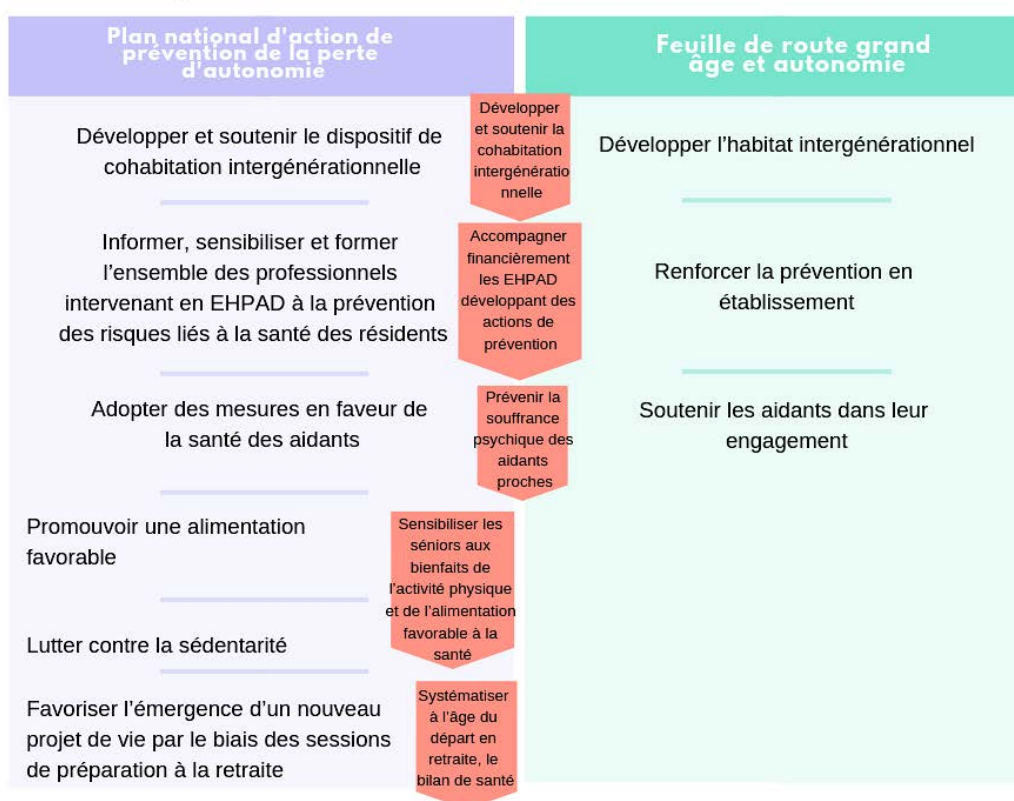 Plan national d'action de
prévention de la perte
d'autonomie
Feuille de route grand
âge et autonomie
Développer et soutenir le dispositif de
cohabitation intergénérationnelle
Développer
et soutenir la
cohabitation
intergénératio
nnelle
Développer l'habitat intergénérationnel
Informer, sensibiliser et former
l'ensemble des professionnels
intervenant en EHPAD à la prévention
des risques liés à la santé des résidents
Accompagner
financièrement
les EHPAD
développant des
actions de
prévention
Renforcer la prévention en
établissement
Adopter des mesures en faveur de
la santé des aidants
Prévenir la
souffrance
psychique des
aidants
proches
Soutenir les aidants dans leur
engagement
Promouvoir une alimentation
favorable
Lutter contre la sédentarité
Sensibiliser les
séniors aux
bienfaits de
l'activité physique
et de l'alimentation
favorable à la
santé
Favoriser l'émergence d'un nouveau
projet de vie par le biais des sessions
de préparation à la retraite
Systématiser
à l'âge du
départ en
retraite, le
bilan de santé